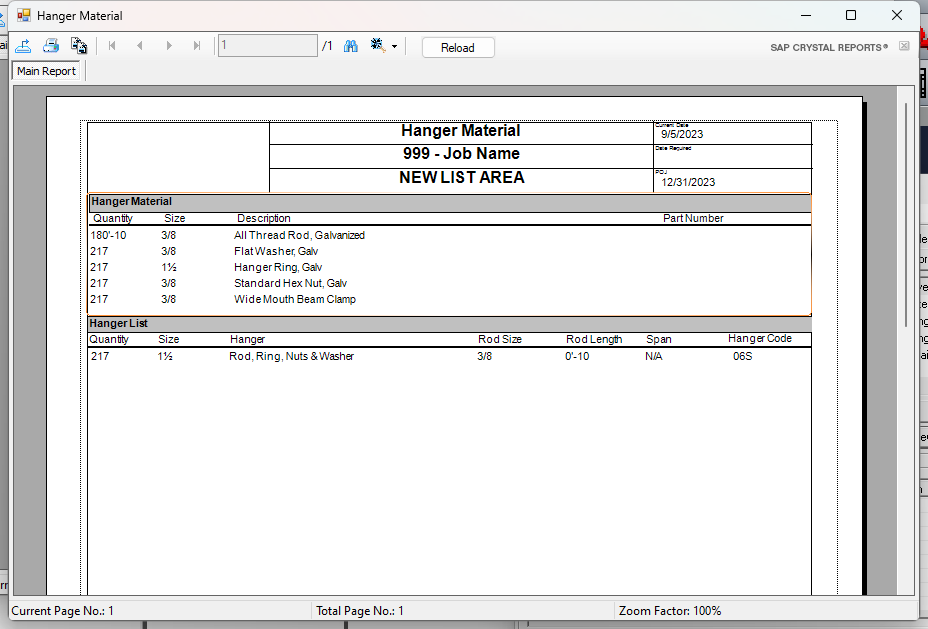 Hanger Material
1 /1 Reload SAP CRYSTAL REPORTS®
Main Report
Hanger Material
999 - Job Name
NEW LIST AREA
Current Date
9/5/2023
Date Required
POJ
12/31/2023
Hanger Material
Quantity Size Description Part Number
180'-10 3/8 All Thread Rod, Galvanized
217 3/8 Flat Washer, Galv
217 1½ Hanger Ring, Galv
217 3/8 Standard Hex Nut, Galv
217 3/8 Wide Mouth Beam Clamp
Hanger List
Quantity Size Hanger Rod Size Rod Length Span Hanger Code
217 1½ Rod, Ring, Nuts & Washer 3/8 0'-10 N/A 06S
Current Page No.: 1 Total Page No.: 1 Zoom Factor: 100%